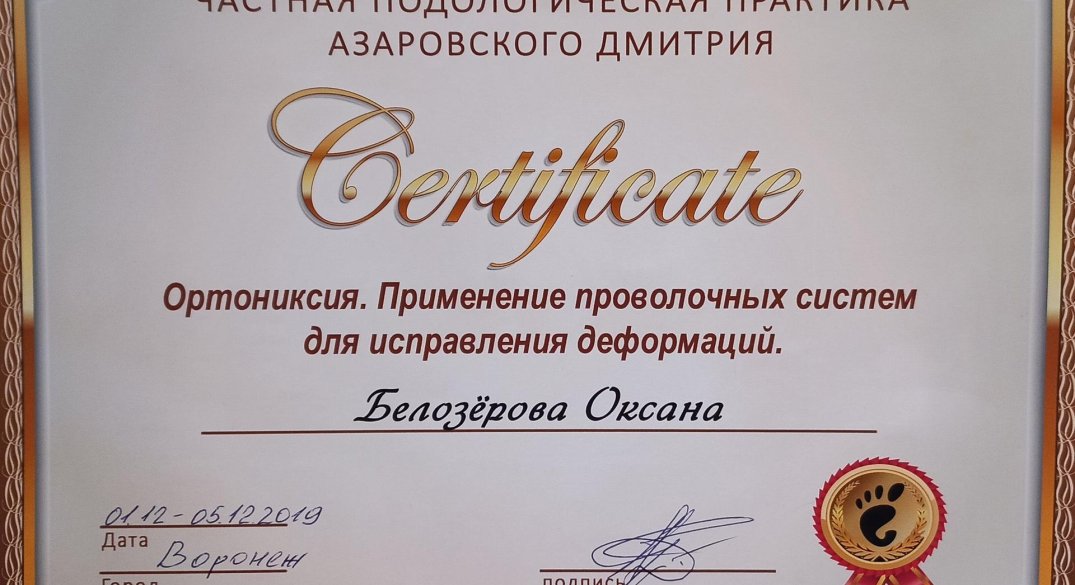 ЧАСТНАЯ ПОДОЛОГИЧЕСКАЯ ПРАКТИКА
АЗАРОВСКОГО ДМИТРИЯ
Certificate
Ортониксия. Применение проволочных систем
для исправления деформаций.
Белозёрова Оксана
01.12 - 05.12.2019
Дата
Воронеж
Город
подпись